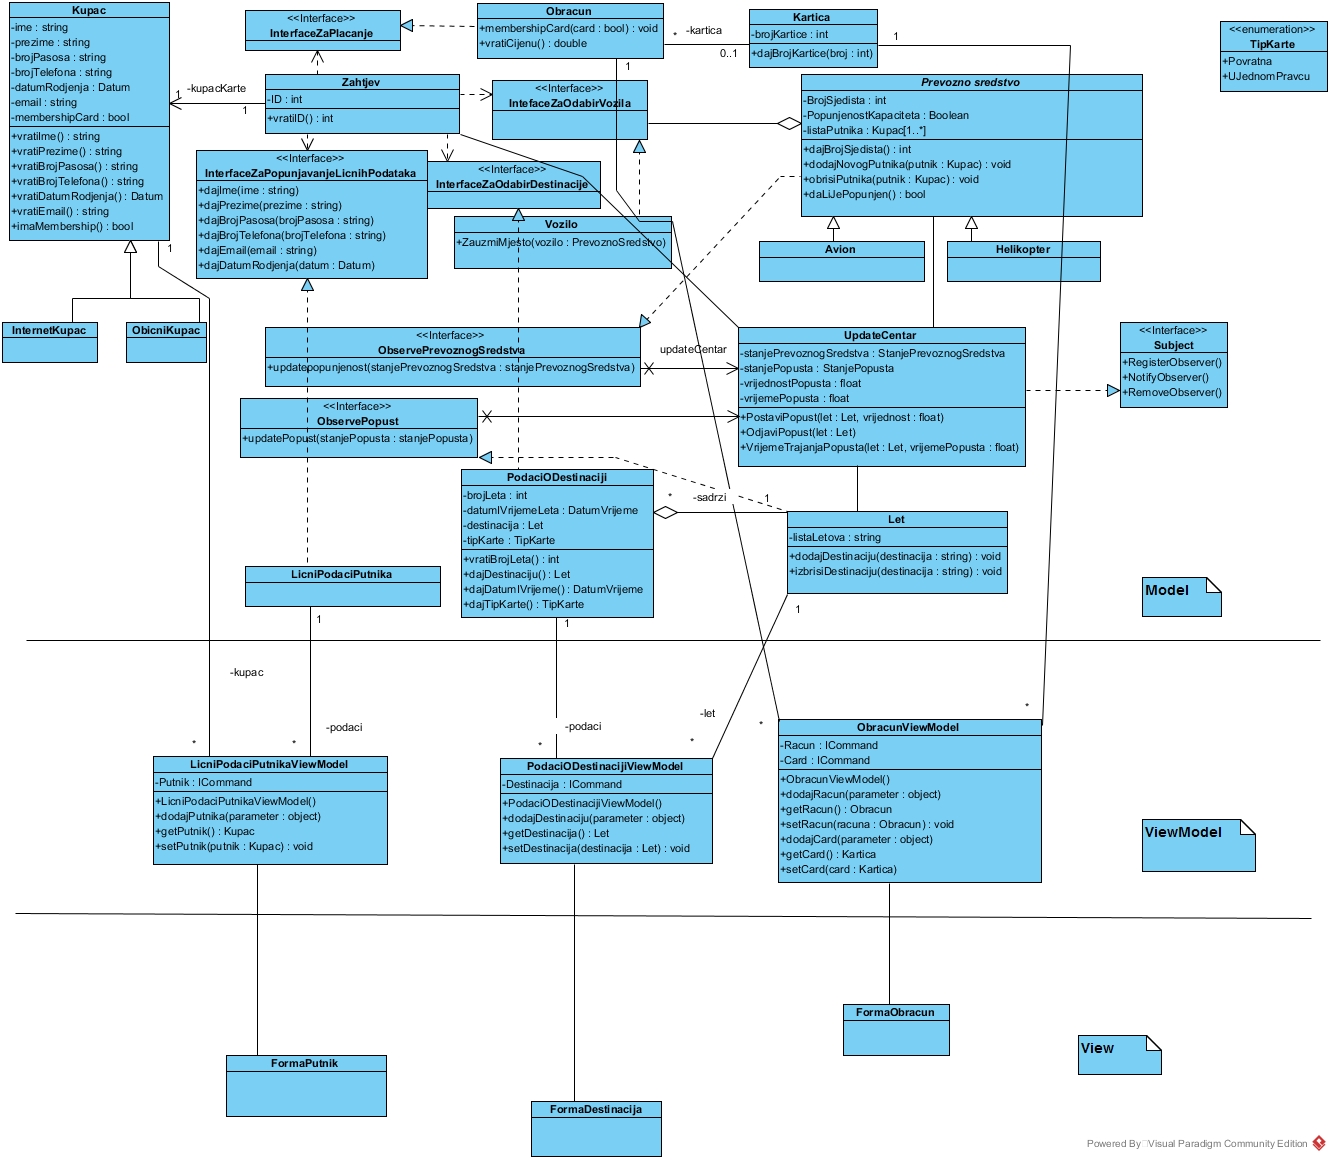 Kupac
-ime : string
-prezime : string
-brojPasosa : string
-brojTelefona : string
-datumRodjenja : Datum
-email : string
-membershipCard : bool
+vratiIme() : string
+vratiPrezime() : string
+vratiBrojPasosa() : string
+vratiBrojTelefona() : string
+vratiDatumRodjenja() : Datum
+vratiEmail() : string
+imaMembership() : bool
<<Interface>>
InterfaceZaPlacanje
Obracun
+membershipCard(card : bool) : void
+vratiCijenu() : double
* -kartica
0..1
Kartica
-brojKartice : int
+dajBrojKartice(broj : int)
1
<<enumeration>>
TipKarte
+Povratna
+UJednomPravcu
1
-kupacKarte
1
Zahtjev
-ID : int
+vratiID() : int
1
<<Interface>>
IntefaceZaOdabirVozila
Prevozno sredstvo
-BrojSjedista : int
-PopunjenostKapaciteta : Boolean
-listaPutnika : Kupac[1..*]
+dajBrojSjedista() : int
+dodajNovogPutnika(putnik : Kupac) : void
+obrisiPutnika(putnik : Kupac) : void
+daLiJePopunjen() : bool
<<Interface>>
InterfaceZaPopunjavanjeLicnihPodataka
+dajIme(ime : string)
+dajPrezime(prezime : string)
+dajBrojPasosa(brojPasosa : string)
+dajBrojTelefona(brojTelefona : string)
+dajEmail(email : string)
+dajDatumRodjenja(datum : Datum)
<<Interface>>
InterfaceZaOdabirDestinacije
Vozilo
+ZauzmiMjesto(vozilo : PrevoznoSredstvo)
Avion
Helikopter
1
InternetKupac
ObicniKupac
<<Interface>>
ObservePrevoznogSredstva
+updatepopunjenost(stanjePrevoznogSredstva : stanjePrevoznogSredstva)
updateCentar
UpdateCentar
-stanjePrevoznogSredstva : StanjePrevoznogSredstva
-stanjePopusta : StanjePopusta
-vrijednostPopusta : float
-vrijemePopusta : float
+PostaviPopust(let : Let, vrijednost : float)
+OdjaviPopust(let : Let)
+VrijemeTrajanjaPopusta(let : Let, vrijemePopusta : float)
<<Interface>>
Subject
+RegisterObserver()
+NotifyObserver()
+RemoveObserver()
<<Interface>>
ObservePopust
+updatePopust(stanjePopusta : stanjePopusta)
PodaciODestinaciji
-brojLeta : int
-datumIVrijemeLeta : DatumVrijeme
-destinacija : Let
-tipKarte : TipKarte
+vratiBrojLeta() : int
+dajDestinaciju() : Let
+dajDatumIVrijeme() : DatumVrijeme
+dajTipKarte() : TipKarte
* -sadrzi 1
Let
-listaLetova : string
+dodajDestinaciju(destinacija : string) : void
+izbrisiDestinaciju(destinacija : string) : void
LicniPodaciPutnika
Model
1
1
1
-kupac
-podaci
-podaci
-let
*
*
*
*
*
*
LicniPodaciPutnikaViewModel
-Putnik : ICommand
+LicniPodaciPutnikaViewModel()
+dodajPutnika(parameter : object)
+getPutnik() : Kupac
+setPutnik(putnik : Kupac) : void
PodaciODestinacijiViewModel
-Destinacija : ICommand
+PodaciODestinacijiViewModel()
+dodajDestinaciju(parameter : object)
+getDestinacija() : Let
+setDestinacija(destinacija : Let) : void
ObracunViewModel
-Racun : ICommand
-Card : ICommand
+ObracunViewModel()
+dodajRacun(parameter : object)
+getRacun() : Obracun
+setRacun(racuna : Obracun) : void
+dodajCard(parameter : object)
+getCard() : Kartica
+setCard(card : Kartica)
ViewModel
FormaObracun
View
FormaPutnik
FormaDestinacija
Powered By Visual Paradigm Community Edition